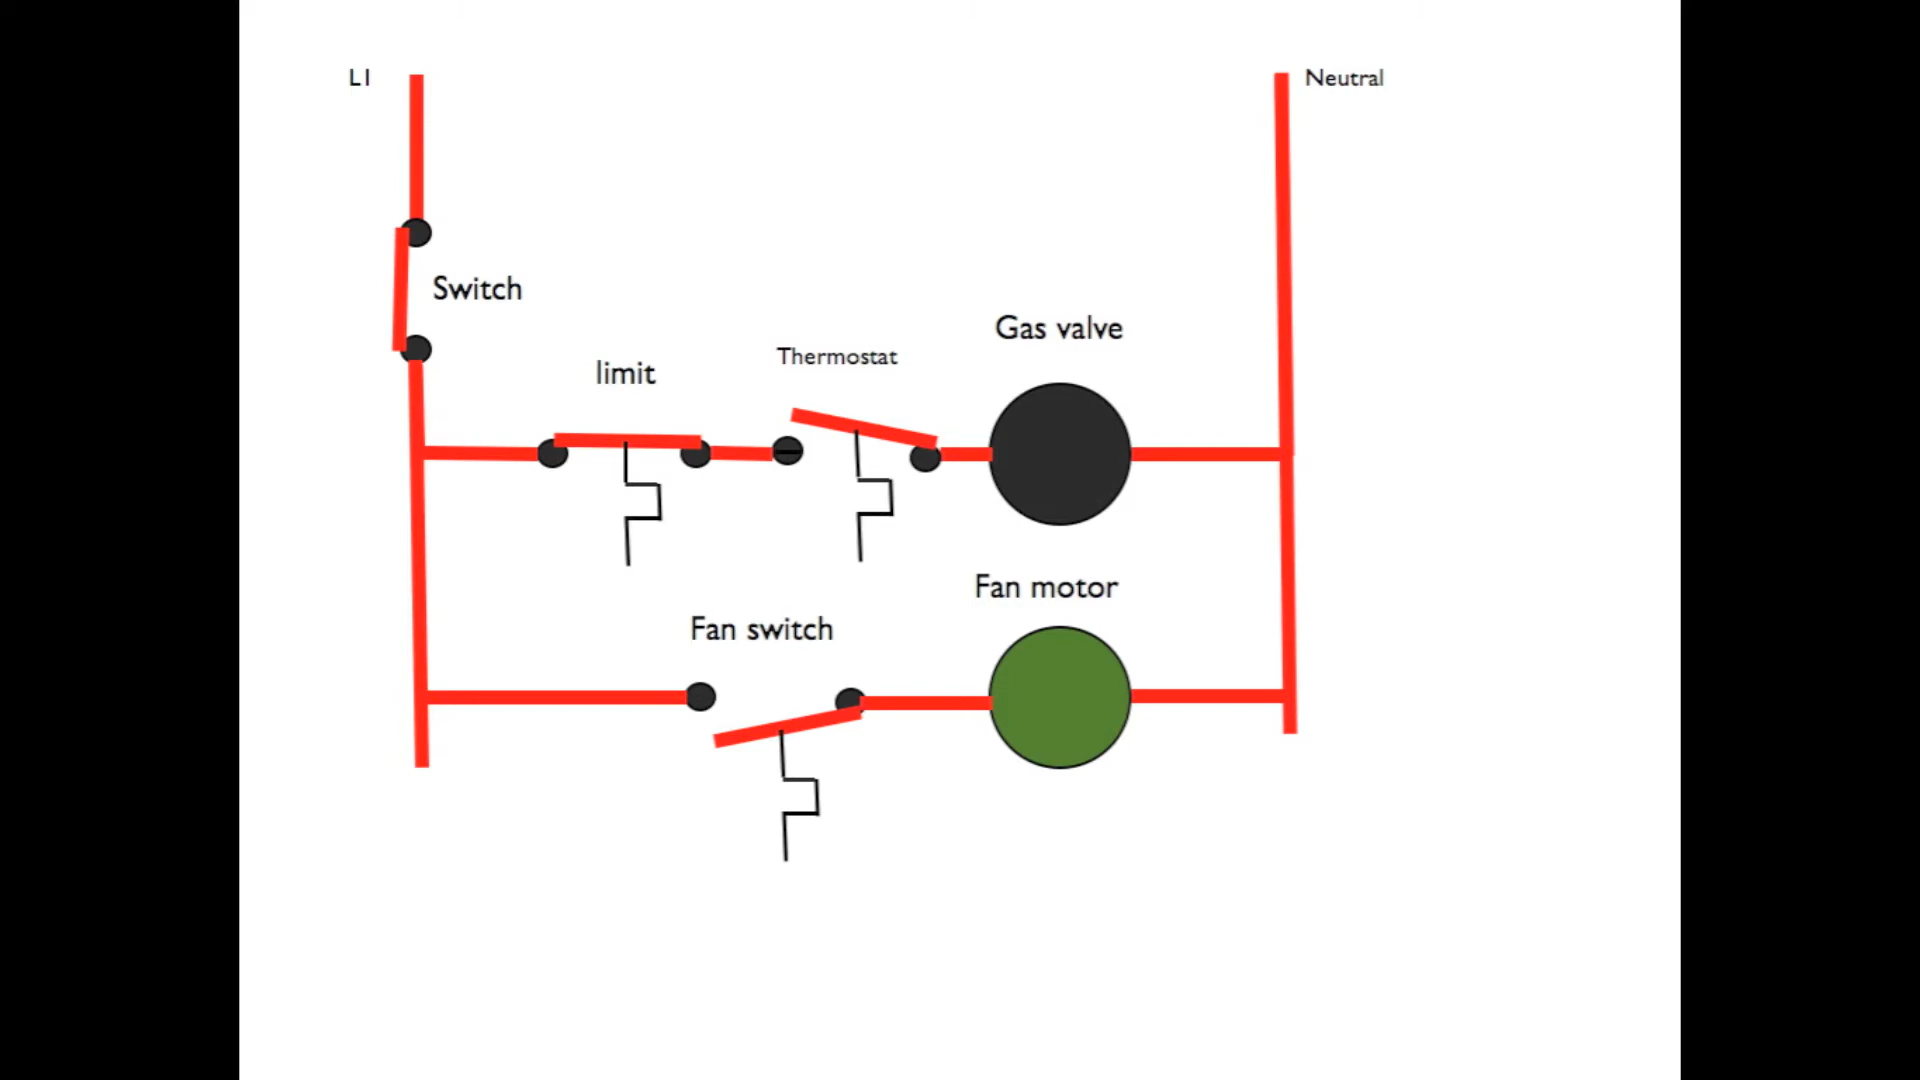 L1
Neutral
Switch
Gas valve
Thermostat
limit
Fan motor
Fan switch